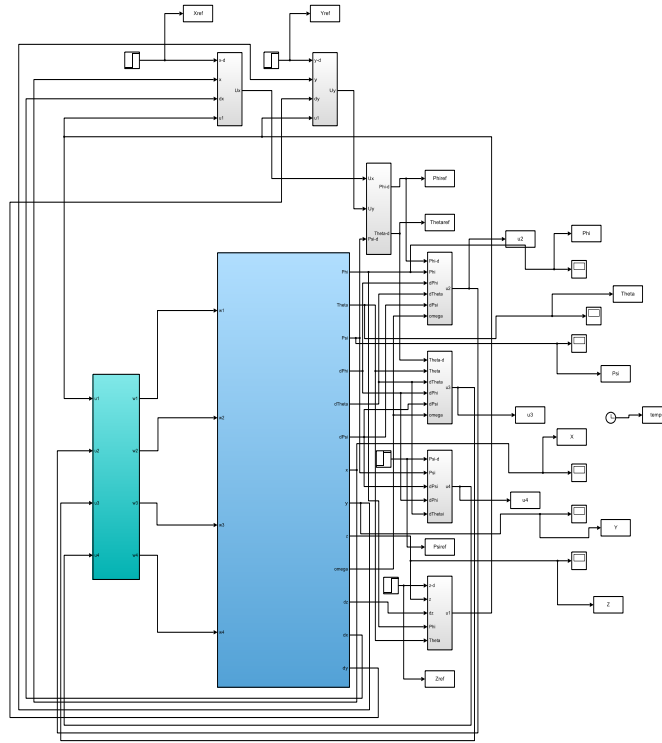 Xref
Yref
x-d
x
dx
u1
Ux
y-d
y
dy
u1
Uy
Ux
Uy
Psi-d
Phi-d
Theta-d
Phiref
Thetaref
u2
Phi
Theta
Psi
Phi-d
Phi
dPhi
dTheta
dPsi
omega
u2
Theta-d
Theta
dTheta
dPhi
dPsi
omega
u3
u3
temp
X
Psi-d
Psi
dPsi
dPhi
dThetai
u4
u4
Y
Psiref
z-d
z
dz
Phi
Theta
u1
Z
Zref
u1
u2
u3
u4
w1
w2
w3
w4
w1
w2
w3
w4
Phi
Theta
Psi
dPhi
dTheta
dPsi
x
y
z
omega
dz
dx
dy